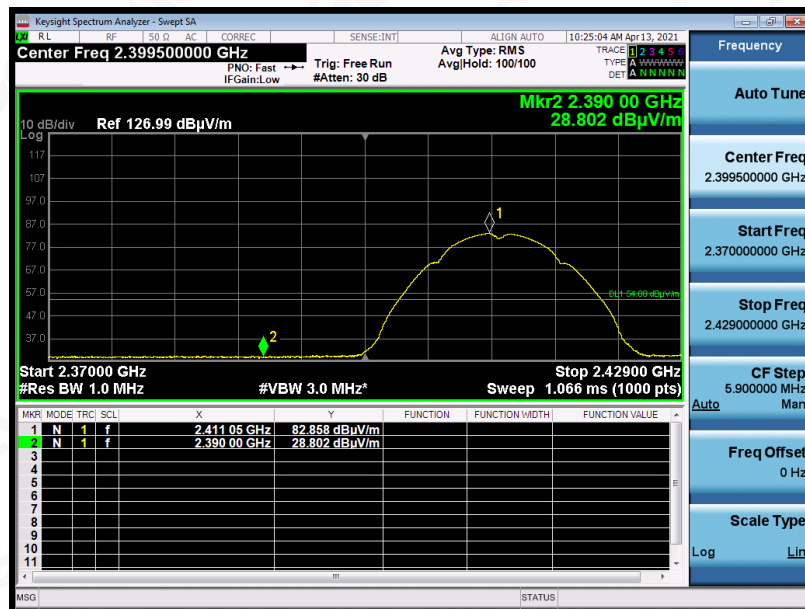 Keysight Spectrum Analyzer - Swept SA
LXI RL RF 50 Ω AC CORREC SENSE:INT ALIGN AUTO 10:25:04 AM Apr 13, 2021
Center Freq 2.399500000 GHz
PNO: Fast
IFGain:Low
Trig: Free Run
#Atten: 30 dB
Avg Type: RMS
Avg|Hold: 100/100
TRACE 1 2 3 4 5 6
TYPE A WWWWW
DET A N N N N N
Mkr2 2.390 00 GHz
28.802 dBµV/m
10 dB/div Ref 126.99 dBµV/m
Log
117
107
97.0
87.0
77.0
67.0
57.0
47.0
37.0
1
2
DL1 54.00 dBµV/m
Start 2.37000 GHz Stop 2.42900 GHz
#Res BW 1.0 MHz #VBW 3.0 MHz* Sweep 1.066 ms (1000 pts)
MKR MODE TRC SCL X Y FUNCTION FUNCTION WIDTH FUNCTION VALUE
1 N 1 f 2.411 05 GHz 82.858 dBµV/m
2 N 1 f 2.390 00 GHz 28.802 dBµV/m
3
4
5
6
7
8
9
10
11
MSG STATUS
Frequency
Auto Tune
Center Freq
2.399500000 GHz
Start Freq
2.370000000 GHz
Stop Freq
2.429000000 GHz
CF Step
5.900000 MHz
Auto Man
Freq Offset
0 Hz
Scale Type
Log Lin